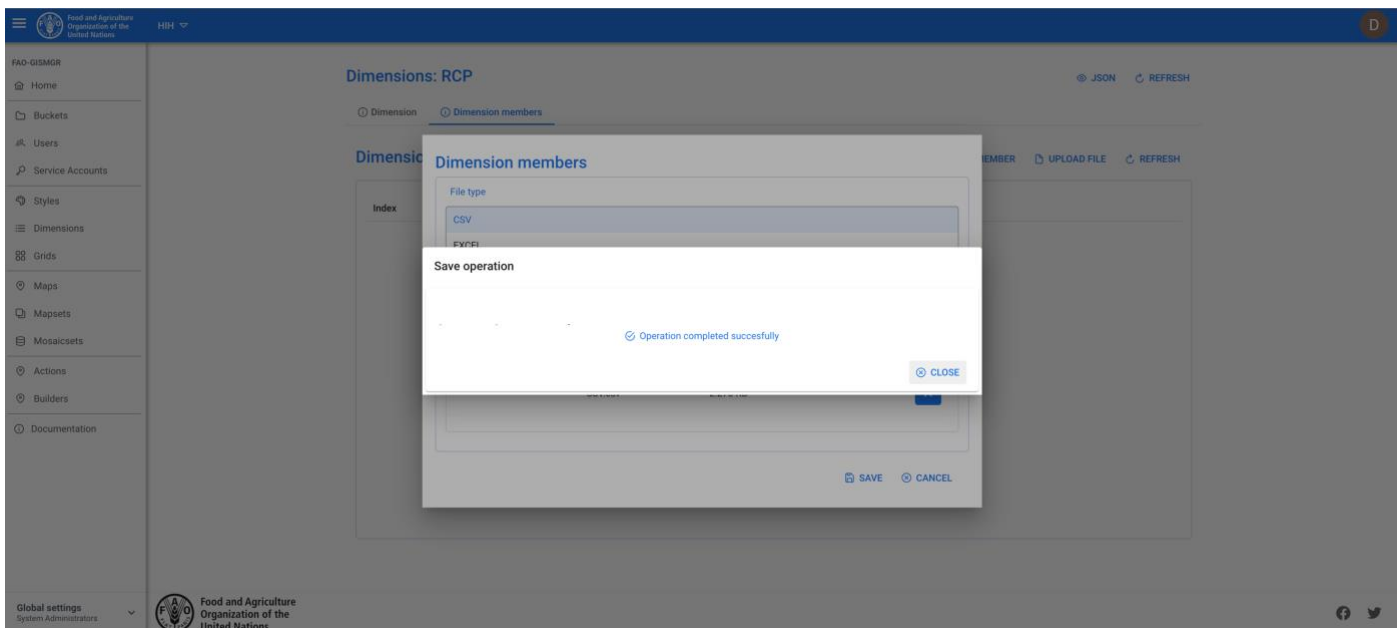 Food and Agriculture
Organization of the
United Nations
HIH
D
FAO-GISMGR
Home
Buckets
Users
Service Accounts
Styles
Dimensions
Grids
Maps
Mapsets
Mosaicsets
Actions
Builders
Documentation
Global settings
System Administrators
Dimensions: RCP
JSON
REFRESH
Dimension
Dimension members
UPLOAD FILE
REFRESH
Index
Dimension members
File type
CSV
EXCEL
Save operation
Operation completed succesfully
CLOSE
SAVE
CANCEL
Food and Agriculture
Organization of the
United Nations